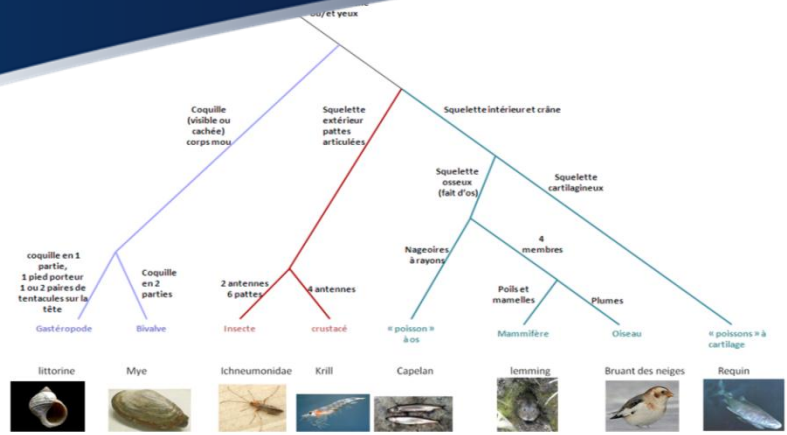 ou/et yeux
Coquille
(visible ou
cachée)
corps mou
Squelette
extérieur
pattes
articulées
Squelette intérieur et crâne
Squelette
osseux
(fait d'os)
Squelette
cartilagineux
coquille en 1
partie,
1 pied porteur
1 ou 2 paires de
tentacules sur la
tête
Coquille
en 2
parties
2 antennes
6 pattes
4 antennes
Nageoires
à rayons
4
membres
Poils et
mamelles
Plumes
Gastéropode
Bivalve
Insecte
crustacé
« poisson »
à os
Mammifère
Oiseau
« poissons » à
cartilage
littorine
Mye
Ichneumonidae
Krill
Capelan
lemming
Bruant des neiges
Requin